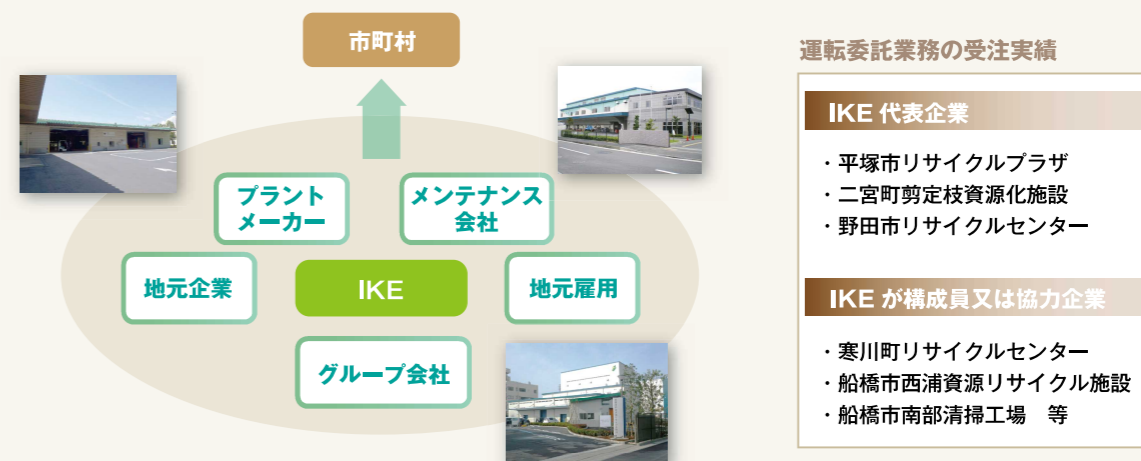 市町村
プラント
メーカー
メンテナンス
会社
地元企業
IKE
地元雇用
グループ会社
運転委託業務の受注実績
IKE 代表企業
・平塚市リサイクルプラザ
・二宮町剪定枝資源化施設
・野田市リサイクルセンター
IKE が構成員又は協力企業
・寒川町リサイクルセンター
・船橋市西浦資源リサイクル施設
・船橋市南部清掃工場　等